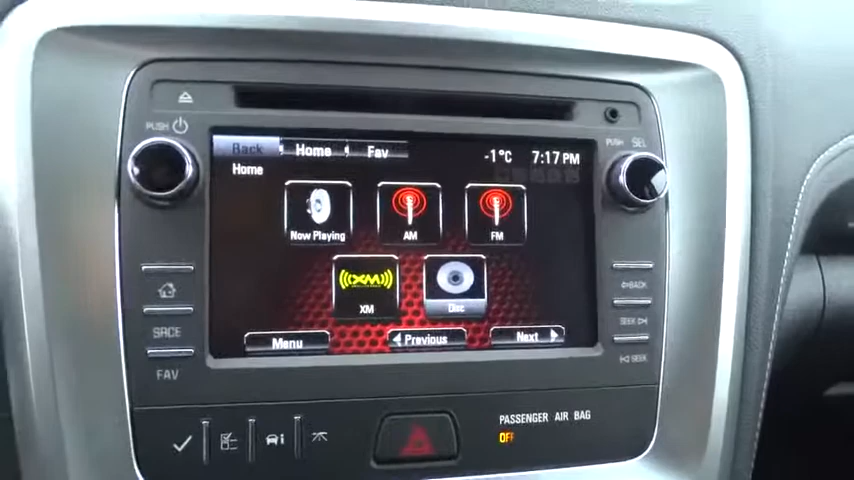 PUSH
PUSH SEL
Back Home Fav -1°C 7:17 PM
Home
Now Playing AM FM
XM
XM Disc
Menu Previous Next
BACK
SRCE SEEK
FAV SEEK
PASSENGER AIR BAG
OFF